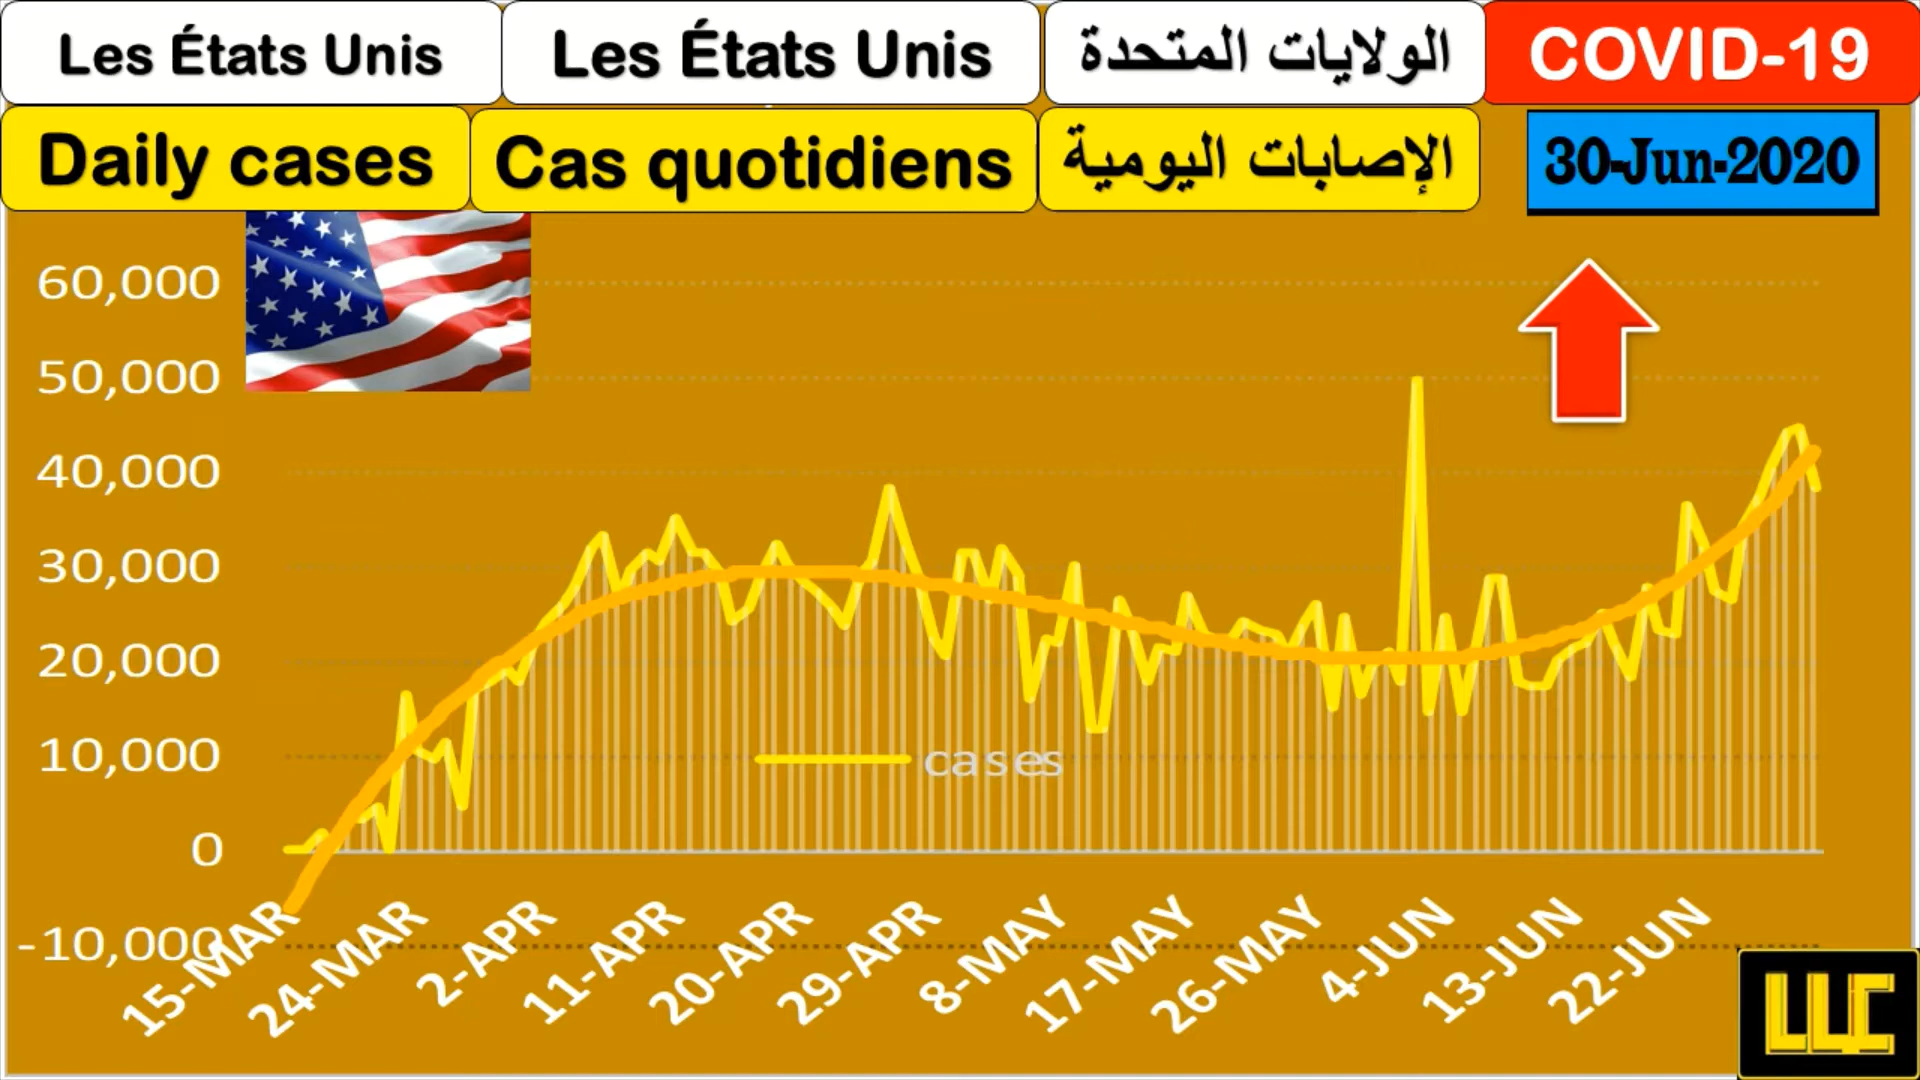 Les États Unis
Les États Unis
الولايات المتحدة
COVID-19
Daily cases
Cas quotidiens
الإصابات اليومية
30-Jun-2020
60,000
50,000
40,000
30,000
20,000
10,000
0
-10,000
cases
15-MAR
24-MAR
2-APR
11-APR
20-APR
29-APR
8-MAY
17-MAY
26-MAY
4-JUN
13-JUN
22-JUN
LLC